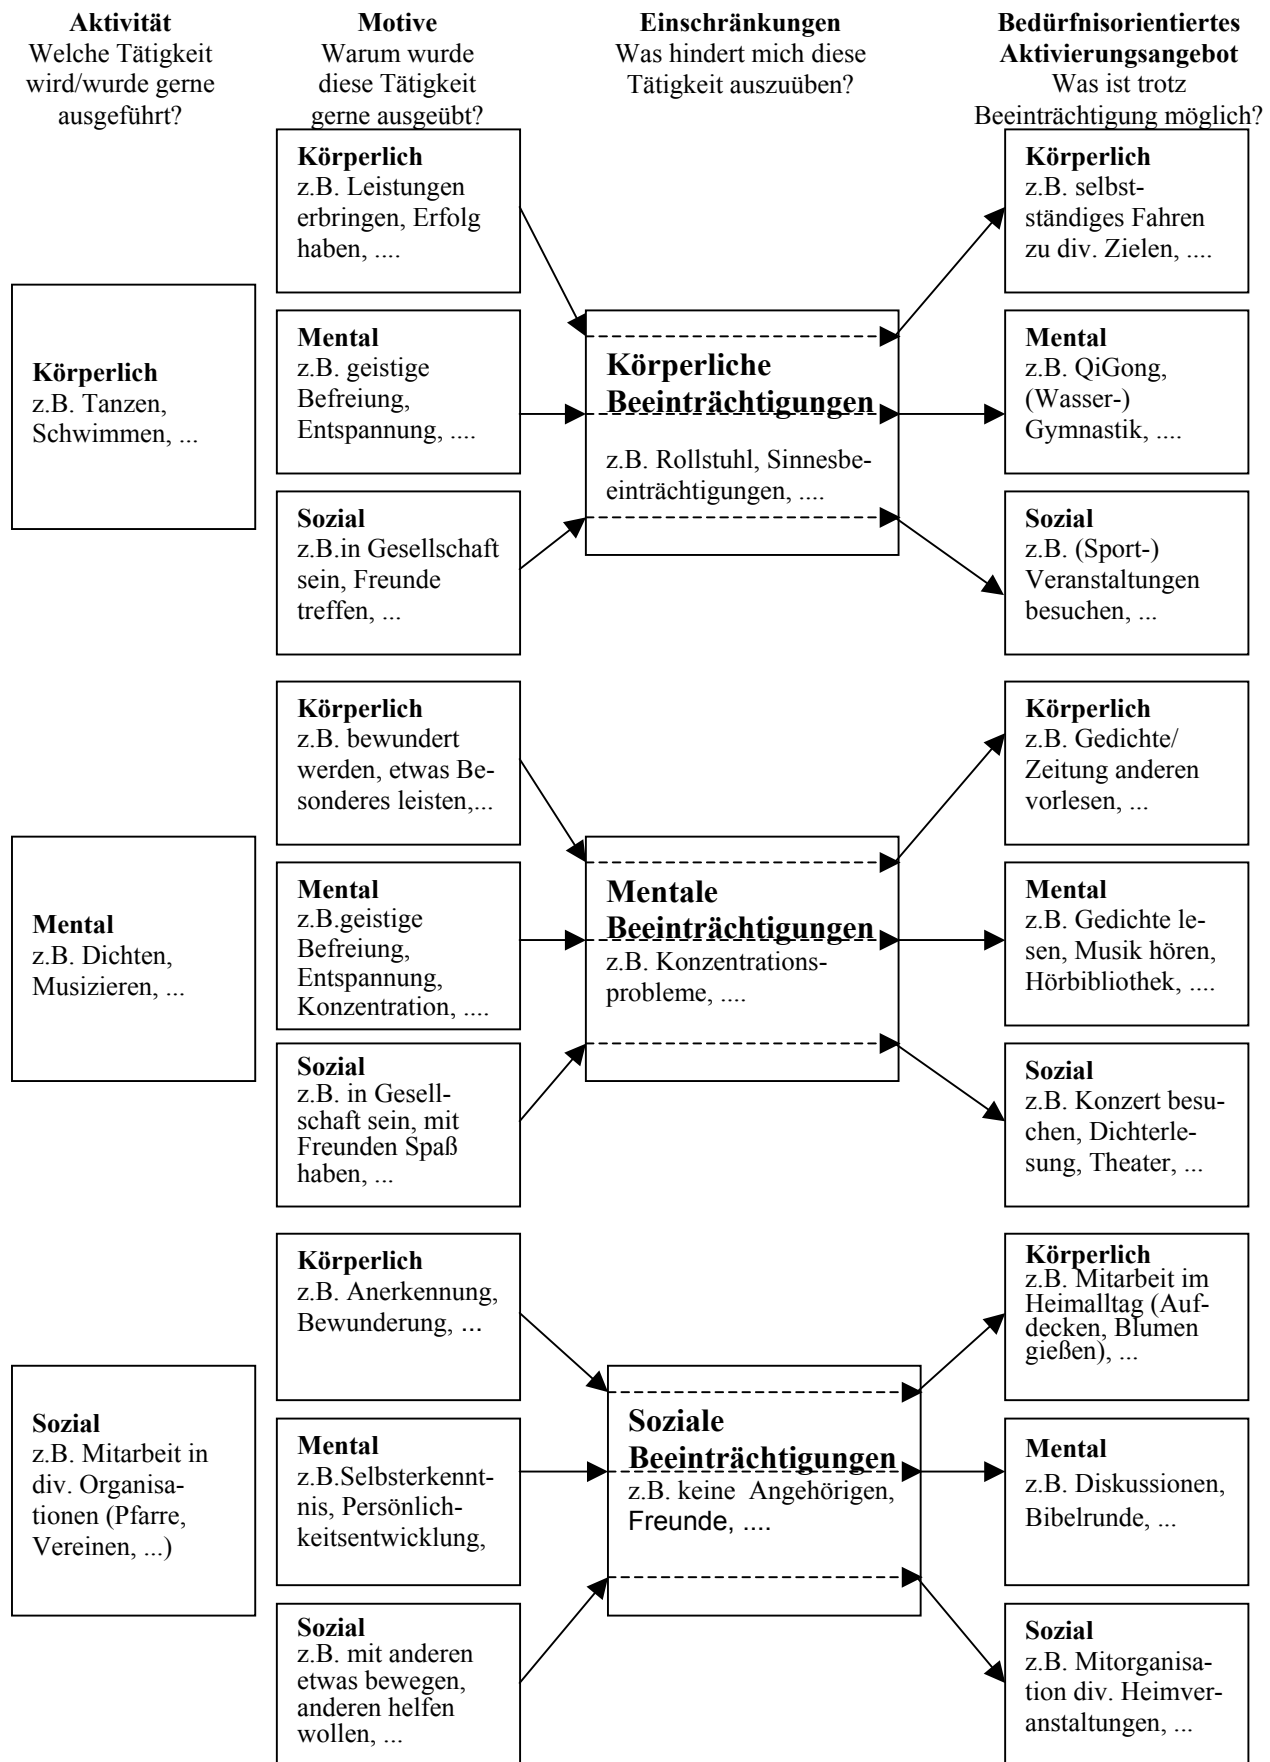 Aktivität
Welche Tätigkeit
wird/wurde gerne
ausgeführt?
Motive
Warum wurde
diese Tätigkeit
gerne ausgeübt?
Einschränkungen
Was hindert mich diese
Tätigkeit auszuüben?
Bedürfnisorientiertes
Aktivierungsangebot
Was ist trotz
Beeinträchtigung möglich?
Körperlich
z.B. Tanzen,
Schwimmen, ...
Körperlich
z.B. Leistungen
erbringen, Erfolg
haben, ....
Mental
z.B. geistige
Befreiung,
Entspannung, ....
Sozial
z.B.in Gesellschaft
sein, Freunde
treffen, ...
Körperliche
Beeinträchtigungen
z.B. Rollstuhl, Sinnesbe-
einträchtigungen, ....
Körperlich
z.B. selbst-
ständiges Fahren
zu div. Zielen, ....
Mental
z.B. QiGong,
(Wasser-)
Gymnastik, ....
Sozial
z.B. (Sport-)
Veranstaltungen
besuchen, ...
Mental
z.B. Dichten,
Musizieren, ...
Körperlich
z.B. bewundert
werden, etwas Be-
sonderes leisten,...
Mental
z.B.geistige
Befreiung,
Entspannung,
Konzentration, ....
Sozial
z.B. in Gesell-
schaft sein, mit
Freunden Spaß
haben, ...
Mentale
Beeinträchtigungen
z.B. Konzentrations-
probleme, ....
Körperlich
z.B. Gedichte/
Zeitung anderen
vorlesen, ...
Mental
z.B. Gedichte le-
sen, Musik hören,
Hörbibliothek, ....
Sozial
z.B. Konzert besu-
chen, Dichterle-
sung, Theater, ...
Sozial
z.B. Mitarbeit in
div. Organisa-
tionen (Pfarre,
Vereinen, ...)
Körperlich
z.B. Anerkennung,
Bewunderung, ...
Mental
z.B.Selbsterkennt-
nis, Persönlich-
keitsentwicklung,
Sozial
z.B. mit anderen
etwas bewegen,
anderen helfen
wollen, ...
Soziale
Beeinträchtigungen
z.B. keine Angehörigen,
Freunde, ....
Körperlich
z.B. Mitarbeit im
Heimalltag (Auf-
decken, Blumen
gießen), ...
Mental
z.B. Diskussionen,
Bibelrunde, ...
Sozial
z.B. Mitorganisa-
tion div. Heimver-
anstaltungen, ...